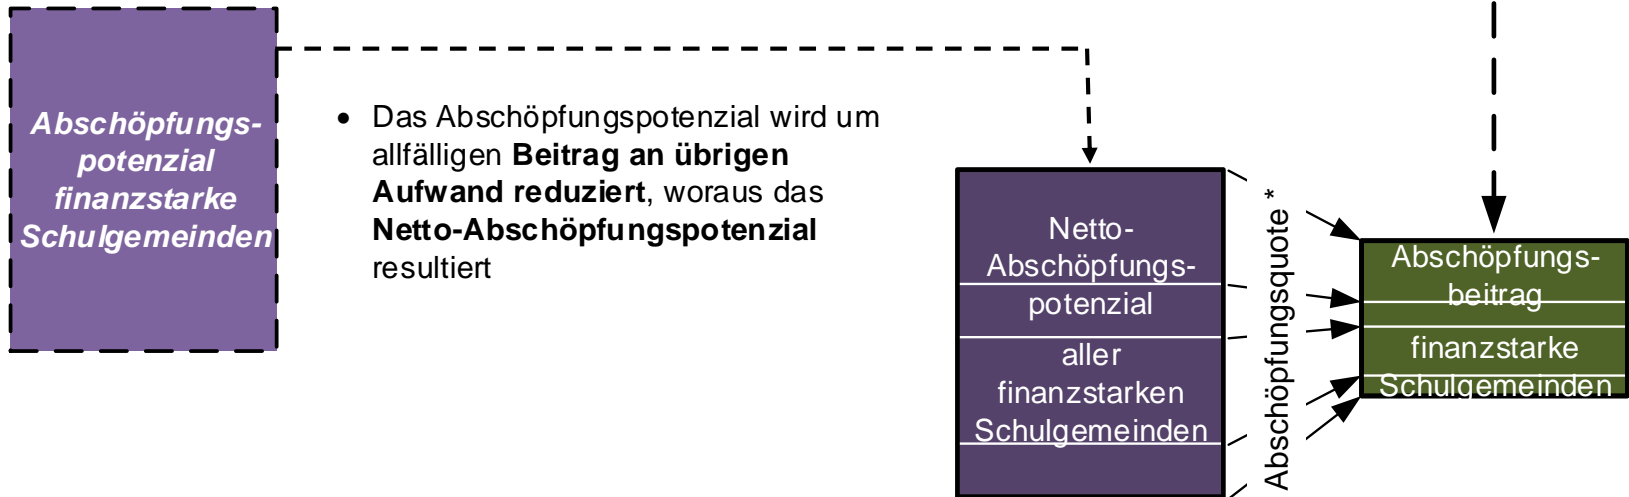 Abschöpfungs-
potenzial
finanzstarke
Schulgemeinden
• Das Abschöpfungspotenzial wird um
allfälligen Beitrag an übrigen
Aufwand reduziert, woraus das
Netto-Abschöpfungspotenzial
resultiert
Netto-
Abschöpfungs-
potenzial
aller
finanzstarken
Schulgemeinden
Abschöpfungsquote *
Abschöpfungs-
beitrag
finanzstarke
Schulgemeinden